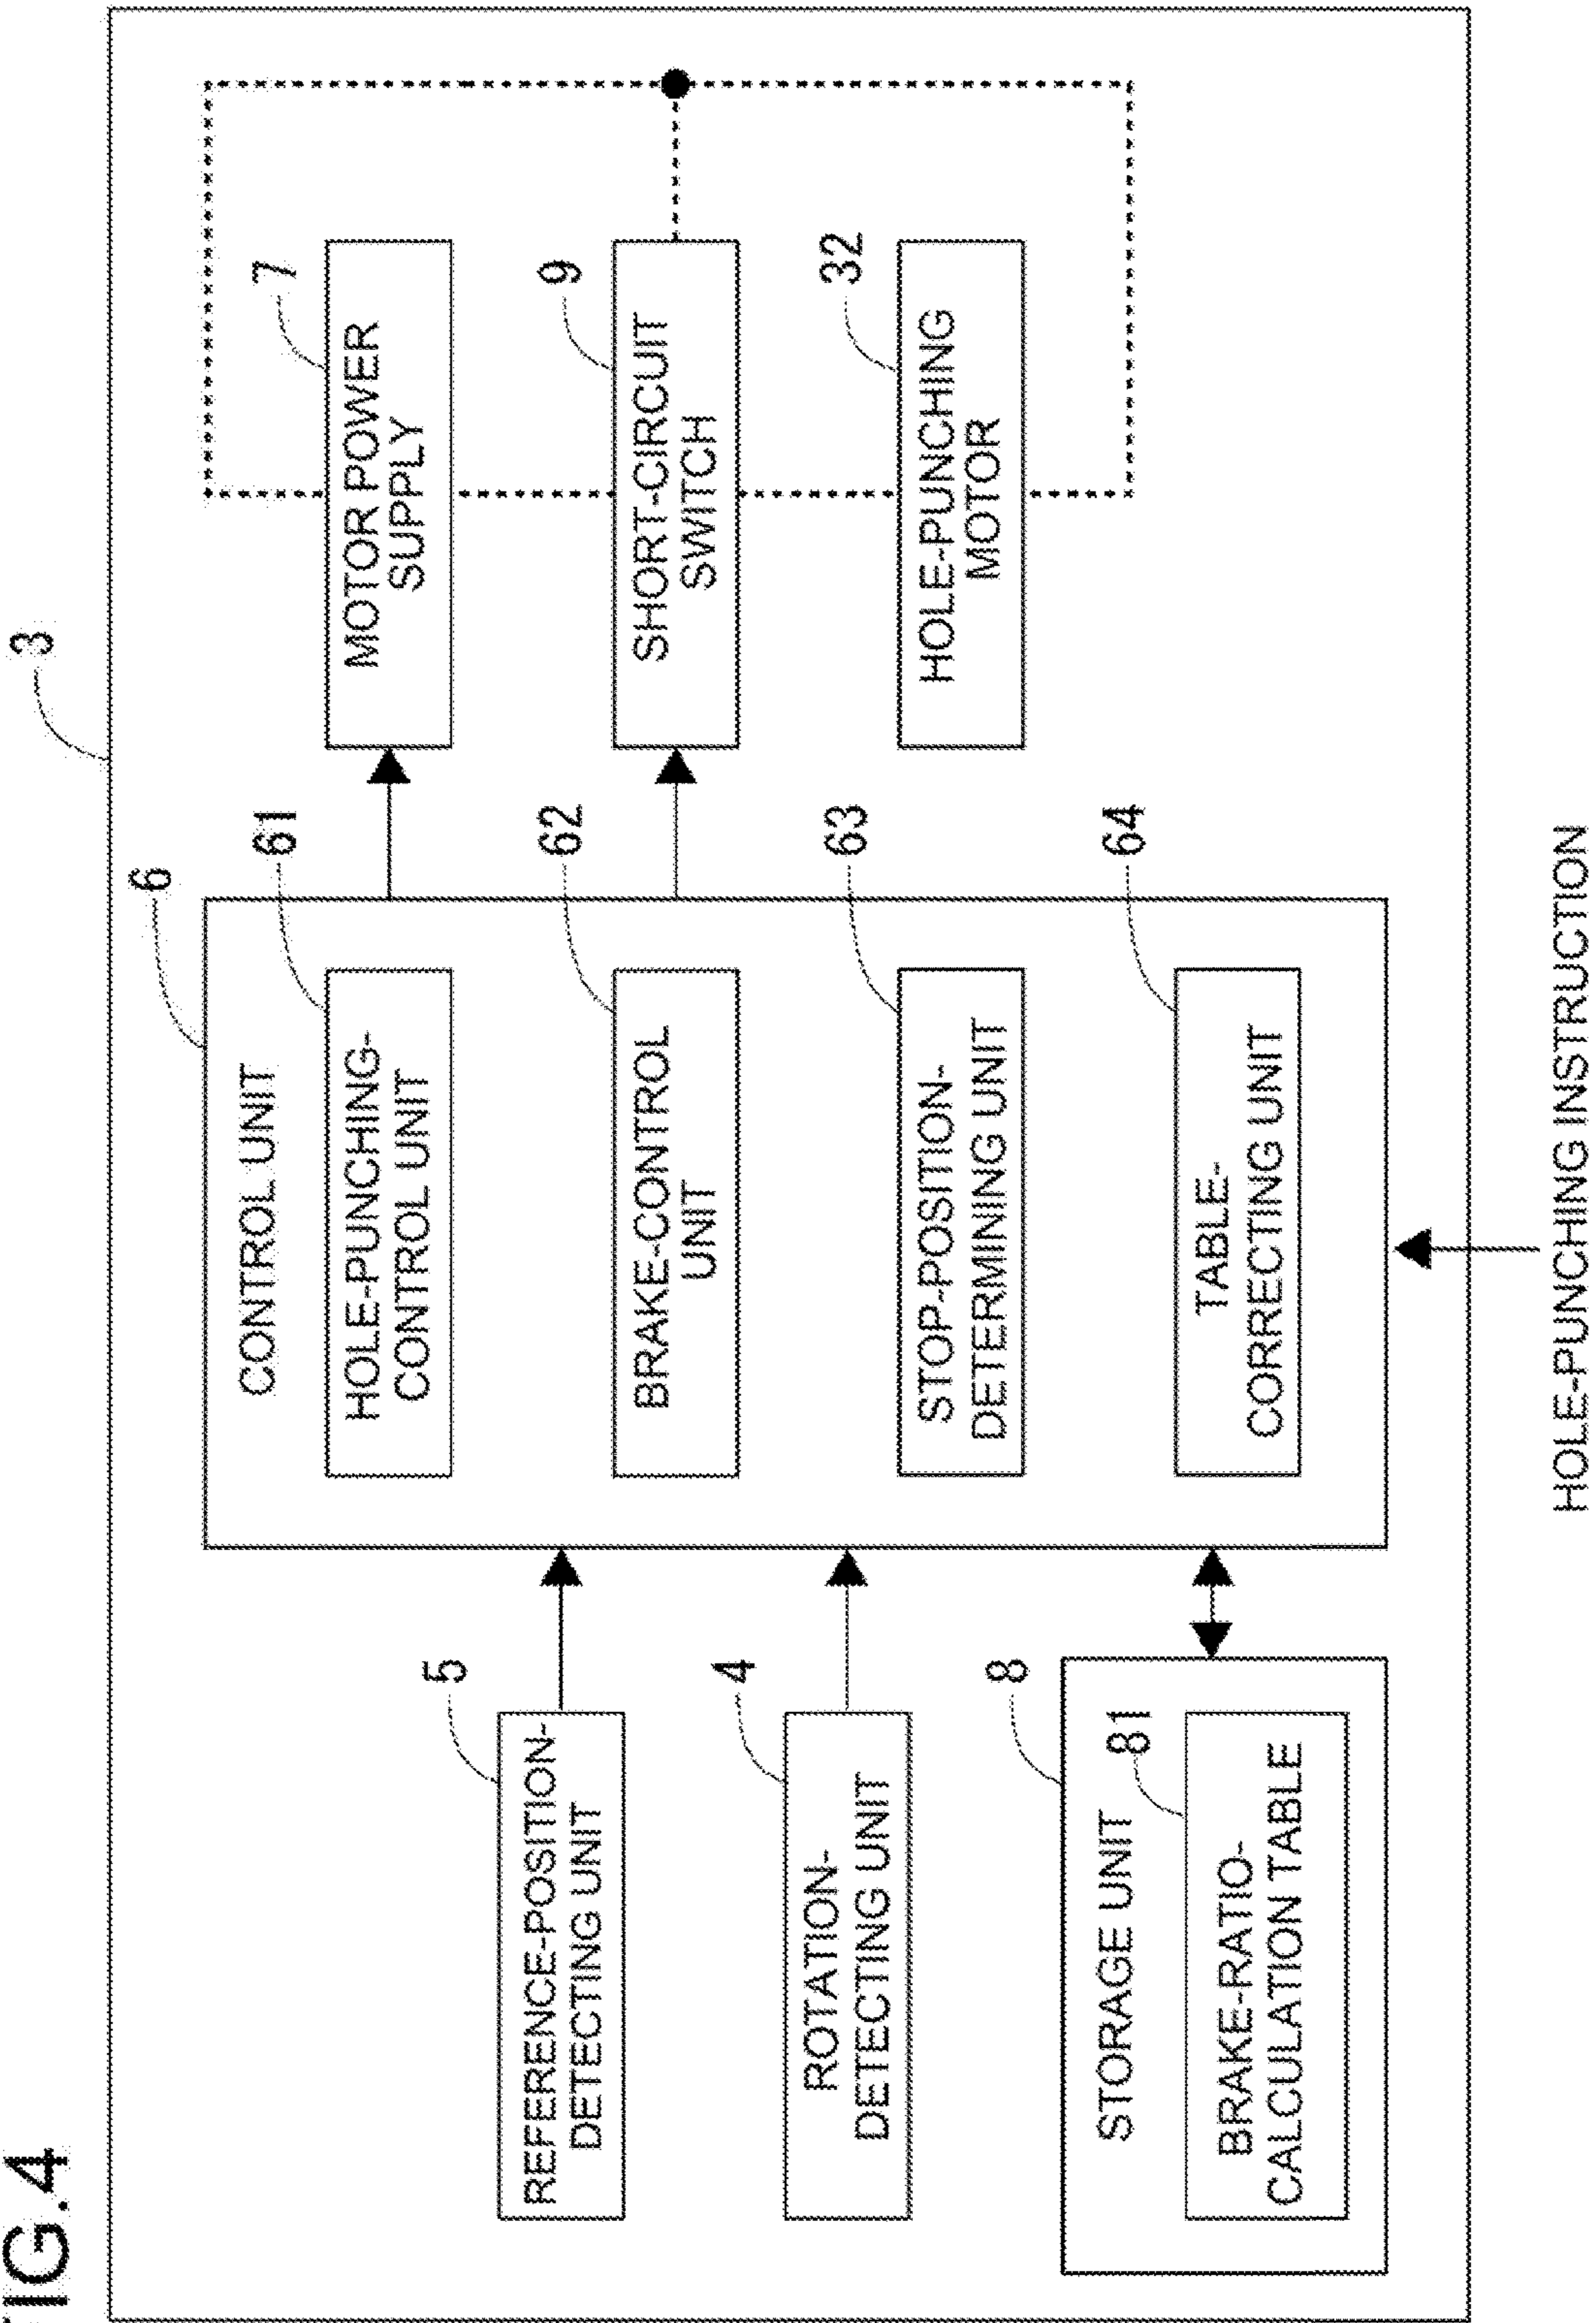 FIG.4
3
5
REFERENCE-POSITION-
DETECTING UNIT
4
ROTATION-
DETECTING UNIT
8
STORAGE UNIT
81
BRAKE-RATIO-
CALCULATION TABLE
6
CONTROL UNIT
61
HOLE-PUNCHING-
CONTROL UNIT
62
BRAKE-CONTROL
UNIT
63
STOP-POSITION-
DETERMINING UNIT
64
TABLE-
CORRECTING UNIT
7
MOTOR POWER
SUPPLY
9
SHORT-CIRCUIT
SWITCH
32
HOLE-PUNCHING
MOTOR
HOLE-PUNCHING INSTRUCTION